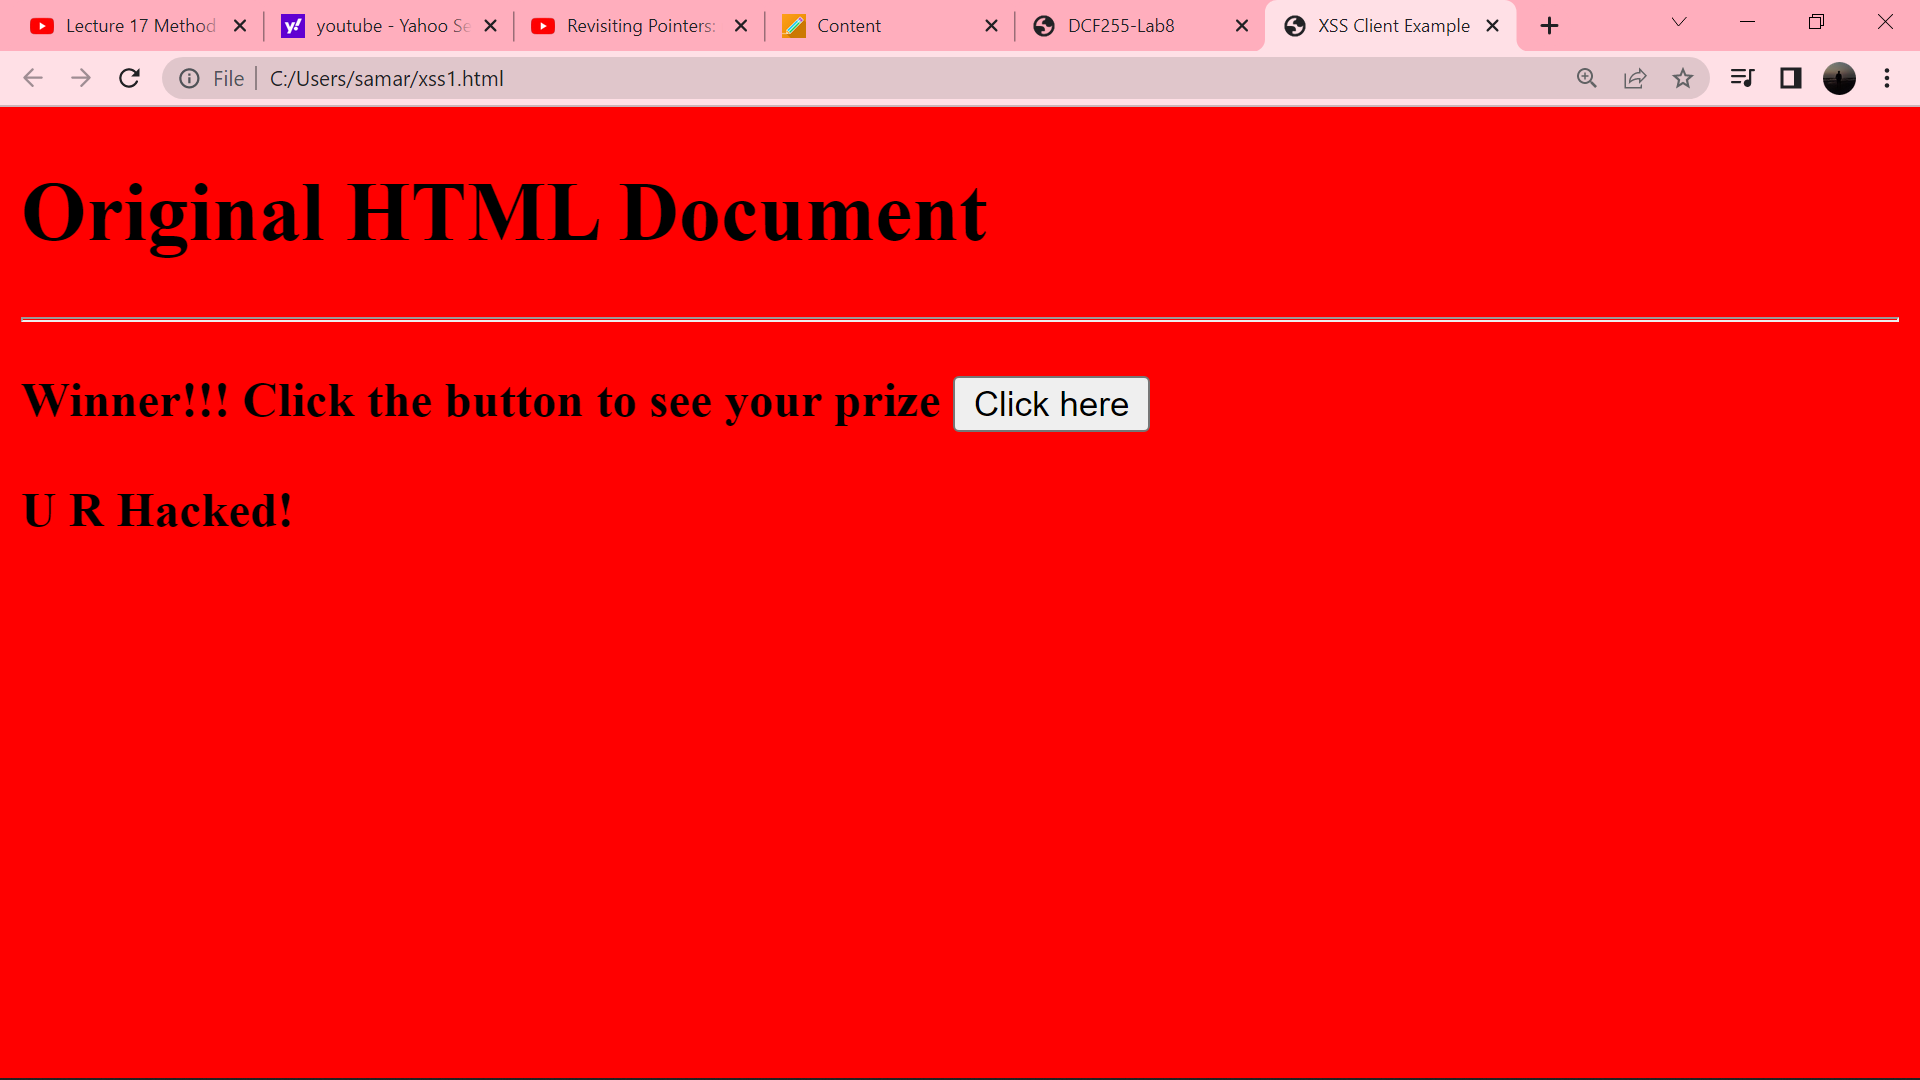 Lecture 17 Method
youtube - Yahoo Se
Revisiting Pointers:
Content
DCF255-Lab8
XSS Client Example
File
C:/Users/samar/xss1.html
Original HTML Document
Winner!!! Click the button to see your prize Click here
U R Hacked!